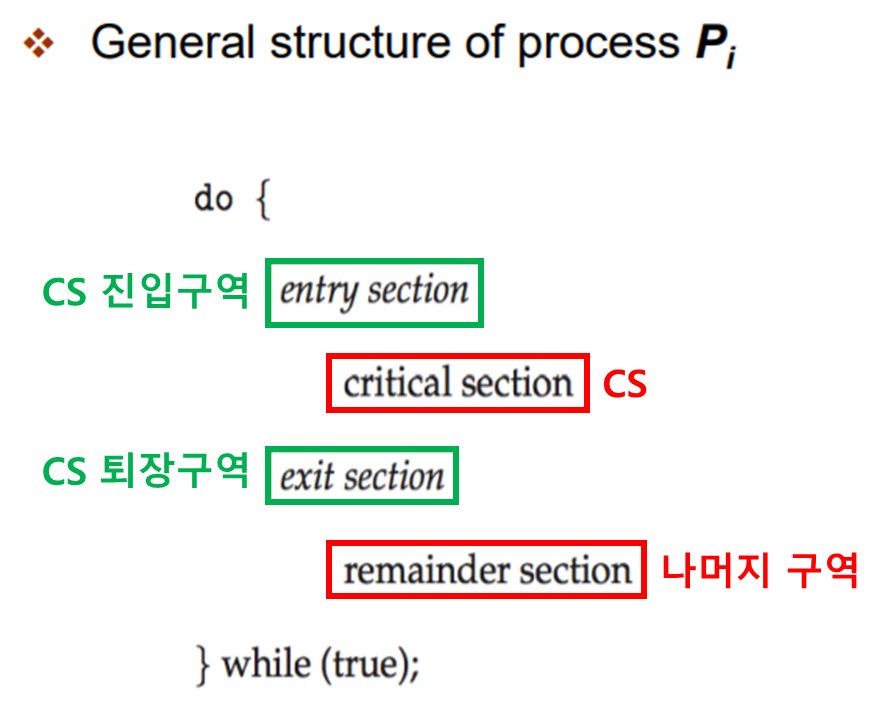 ❖ General structure of process Pi
do {
CS 진입구역 entry section
critical section CS
CS 퇴장구역 exit section
remainder section 나머지 구역
} while (true);